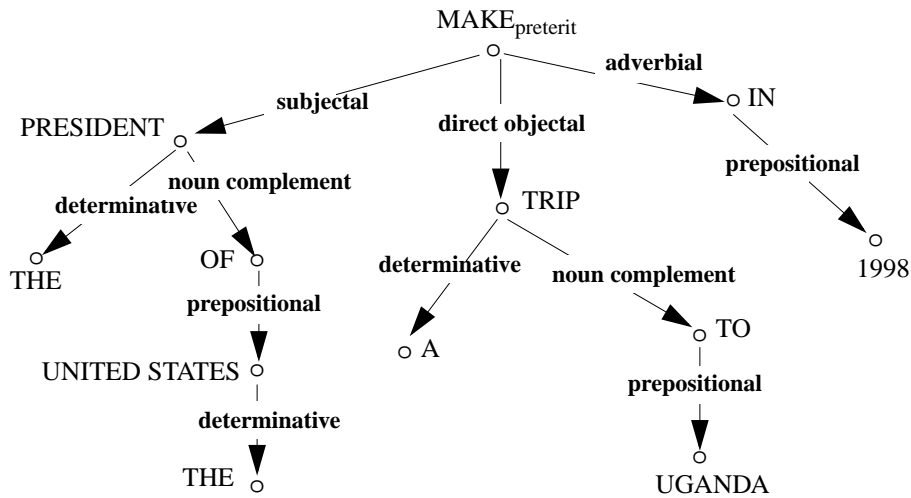 MAKEpreterit
adverbial
subjectal
IN
PRESIDENT
direct objectal
prepositional
noun complement
determinative
TRIP
THE
OF
determinative
noun complement
1998
prepositional
A
TO
UNITED STATES
prepositional
determinative
THE
UGANDA